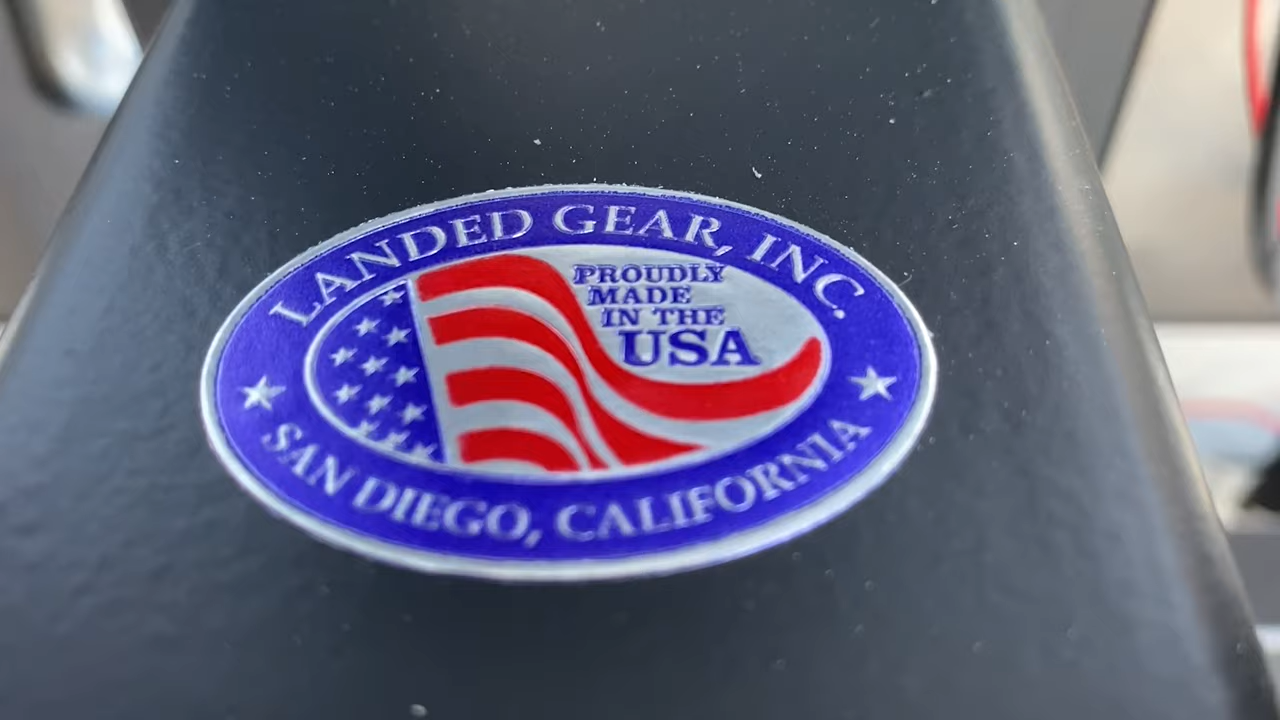 LANDED GEAR, INC.
PROUDLY
MADE
IN THE
USA
SAN DIEGO, CALIFORNIA